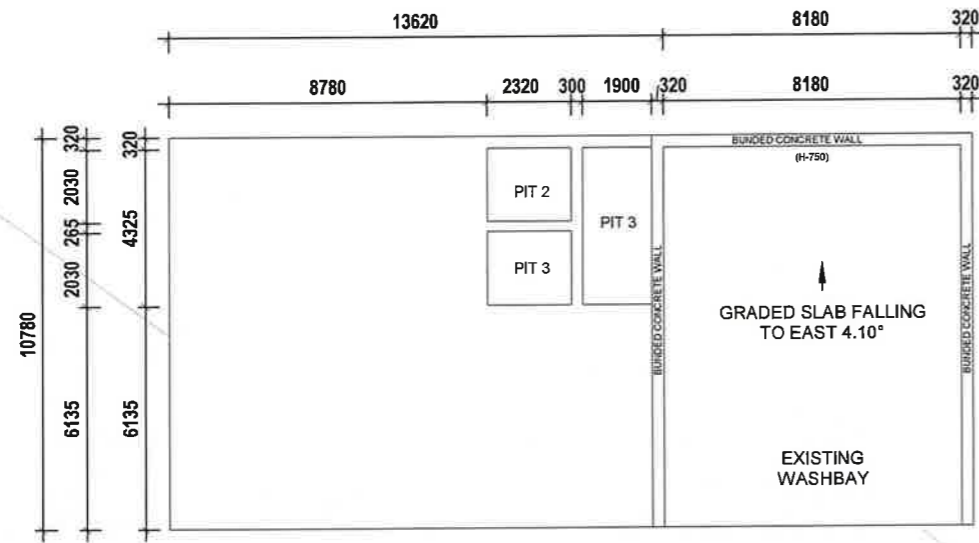 13620
8180
320
8780
2320
300
1900
320
8180
320
10780
320
2030
265
2030
6135
320
4325
6135
PIT 2
PIT 3
PIT 3
BUNDED CONCRETE WALL
(H-750)
BUNDED CONCRETE WALL
BUNDED CONCRETE WALL
GRADED SLAB FALLING
TO EAST 4.10°
EXISTING
WASHBAY